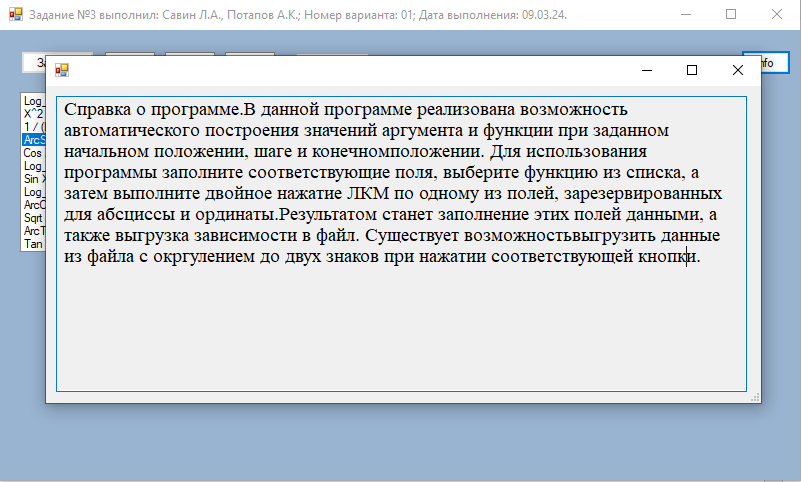 Задание №3 выполнил: Савин Л.А., Потапов А.К.; Номер варианта: 01; Дата выполнения: 09.03.24.
Log_
X^2
1 / (
ArcS
Cos
Log_
Sin X
Log_
ArcC
Sqrt
ArcT
Tan
Справка о программе.В данной программе реализована возможность
автоматического построения значений аргумента и функции при заданном
начальном положении, шаге и конечномположении. Для использования
программы заполните соответствующие поля, выберите функцию из списка, а
затем выполните двойное нажатие ЛКМ по одному из полей, зарезервированных
для абсциссы и ординаты.Результатом станет заполнение этих полей данными, а
также выгрузка зависимости в файл. Существует возможностьвыгрузить данные
из файла с окргулением до двух знаков при нажатии соответствующей кнопки.